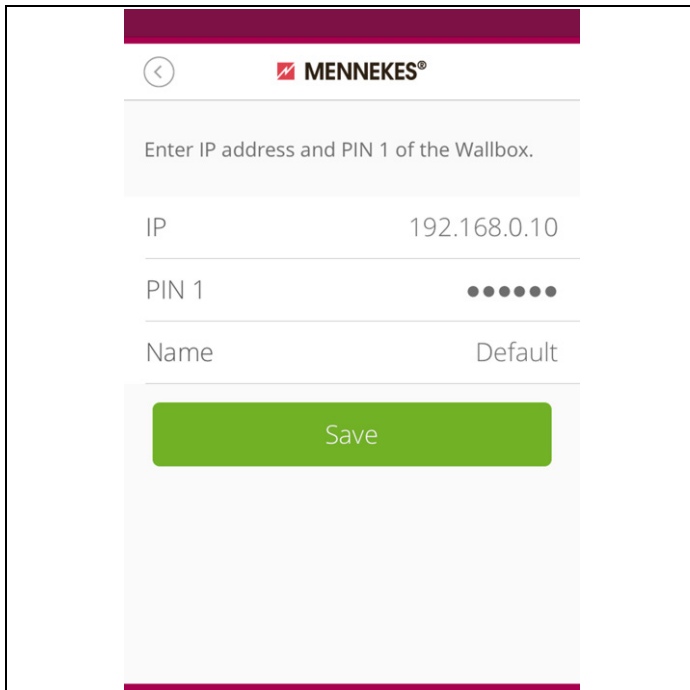 MENNEKES®
Enter IP address and PIN 1 of the Wallbox.
IP 192.168.0.10
PIN 1 ●●●●●●
Name Default
Save